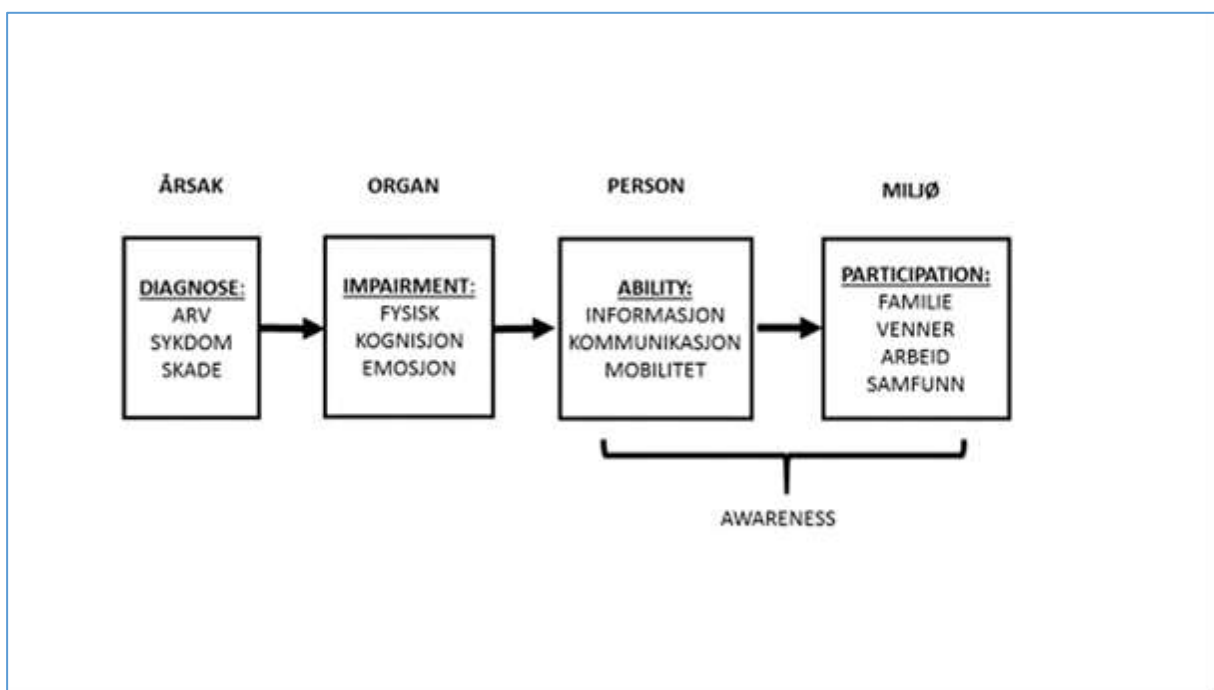 ÅRSAK
ORGAN
PERSON
MILJØ
DIAGNOSE:
ARV
SYKDOM
SKADE
IMPAIRMENT:
FYSISK
KOGNISJON
EMOSJON
ABILITY:
INFORMASJON
KOMMUNIKASJON
MOBILITET
PARTICIPATION:
FAMILIE
VENNER
ARBEID
SAMFUNN
AWARENESS